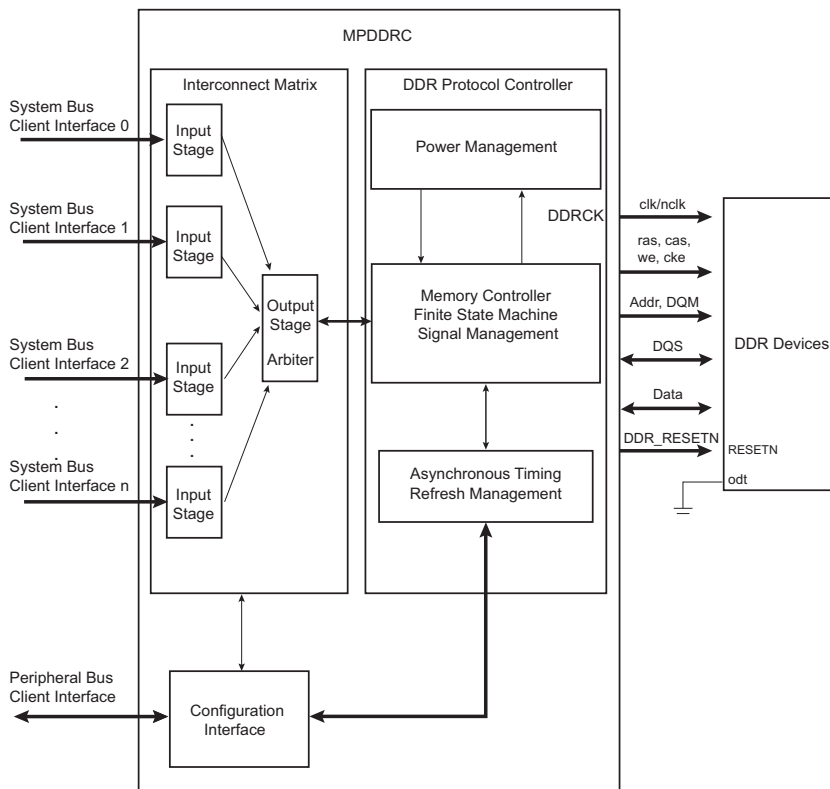 MPDDRC
Interconnect Matrix
DDR Protocol Controller
System Bus
Client Interface 0
Input
Stage
Power Management
System Bus
Client Interface 1
Input
Stage
DDRCK
clk/nclk
ras, cas,
we, cke
Output
Stage
Arbiter
Memory Controller
Finite State Machine
Signal Management
Addr, DQM
DQS
DDR Devices
System Bus
Client Interface 2
Input
Stage
Data
. . .
. . .
DDR_RESETN
RESETN
System Bus
Client Interface n
Input
Stage
Asynchronous Timing
Refresh Management
odt
Peripheral Bus
Client Interface
Configuration
Interface